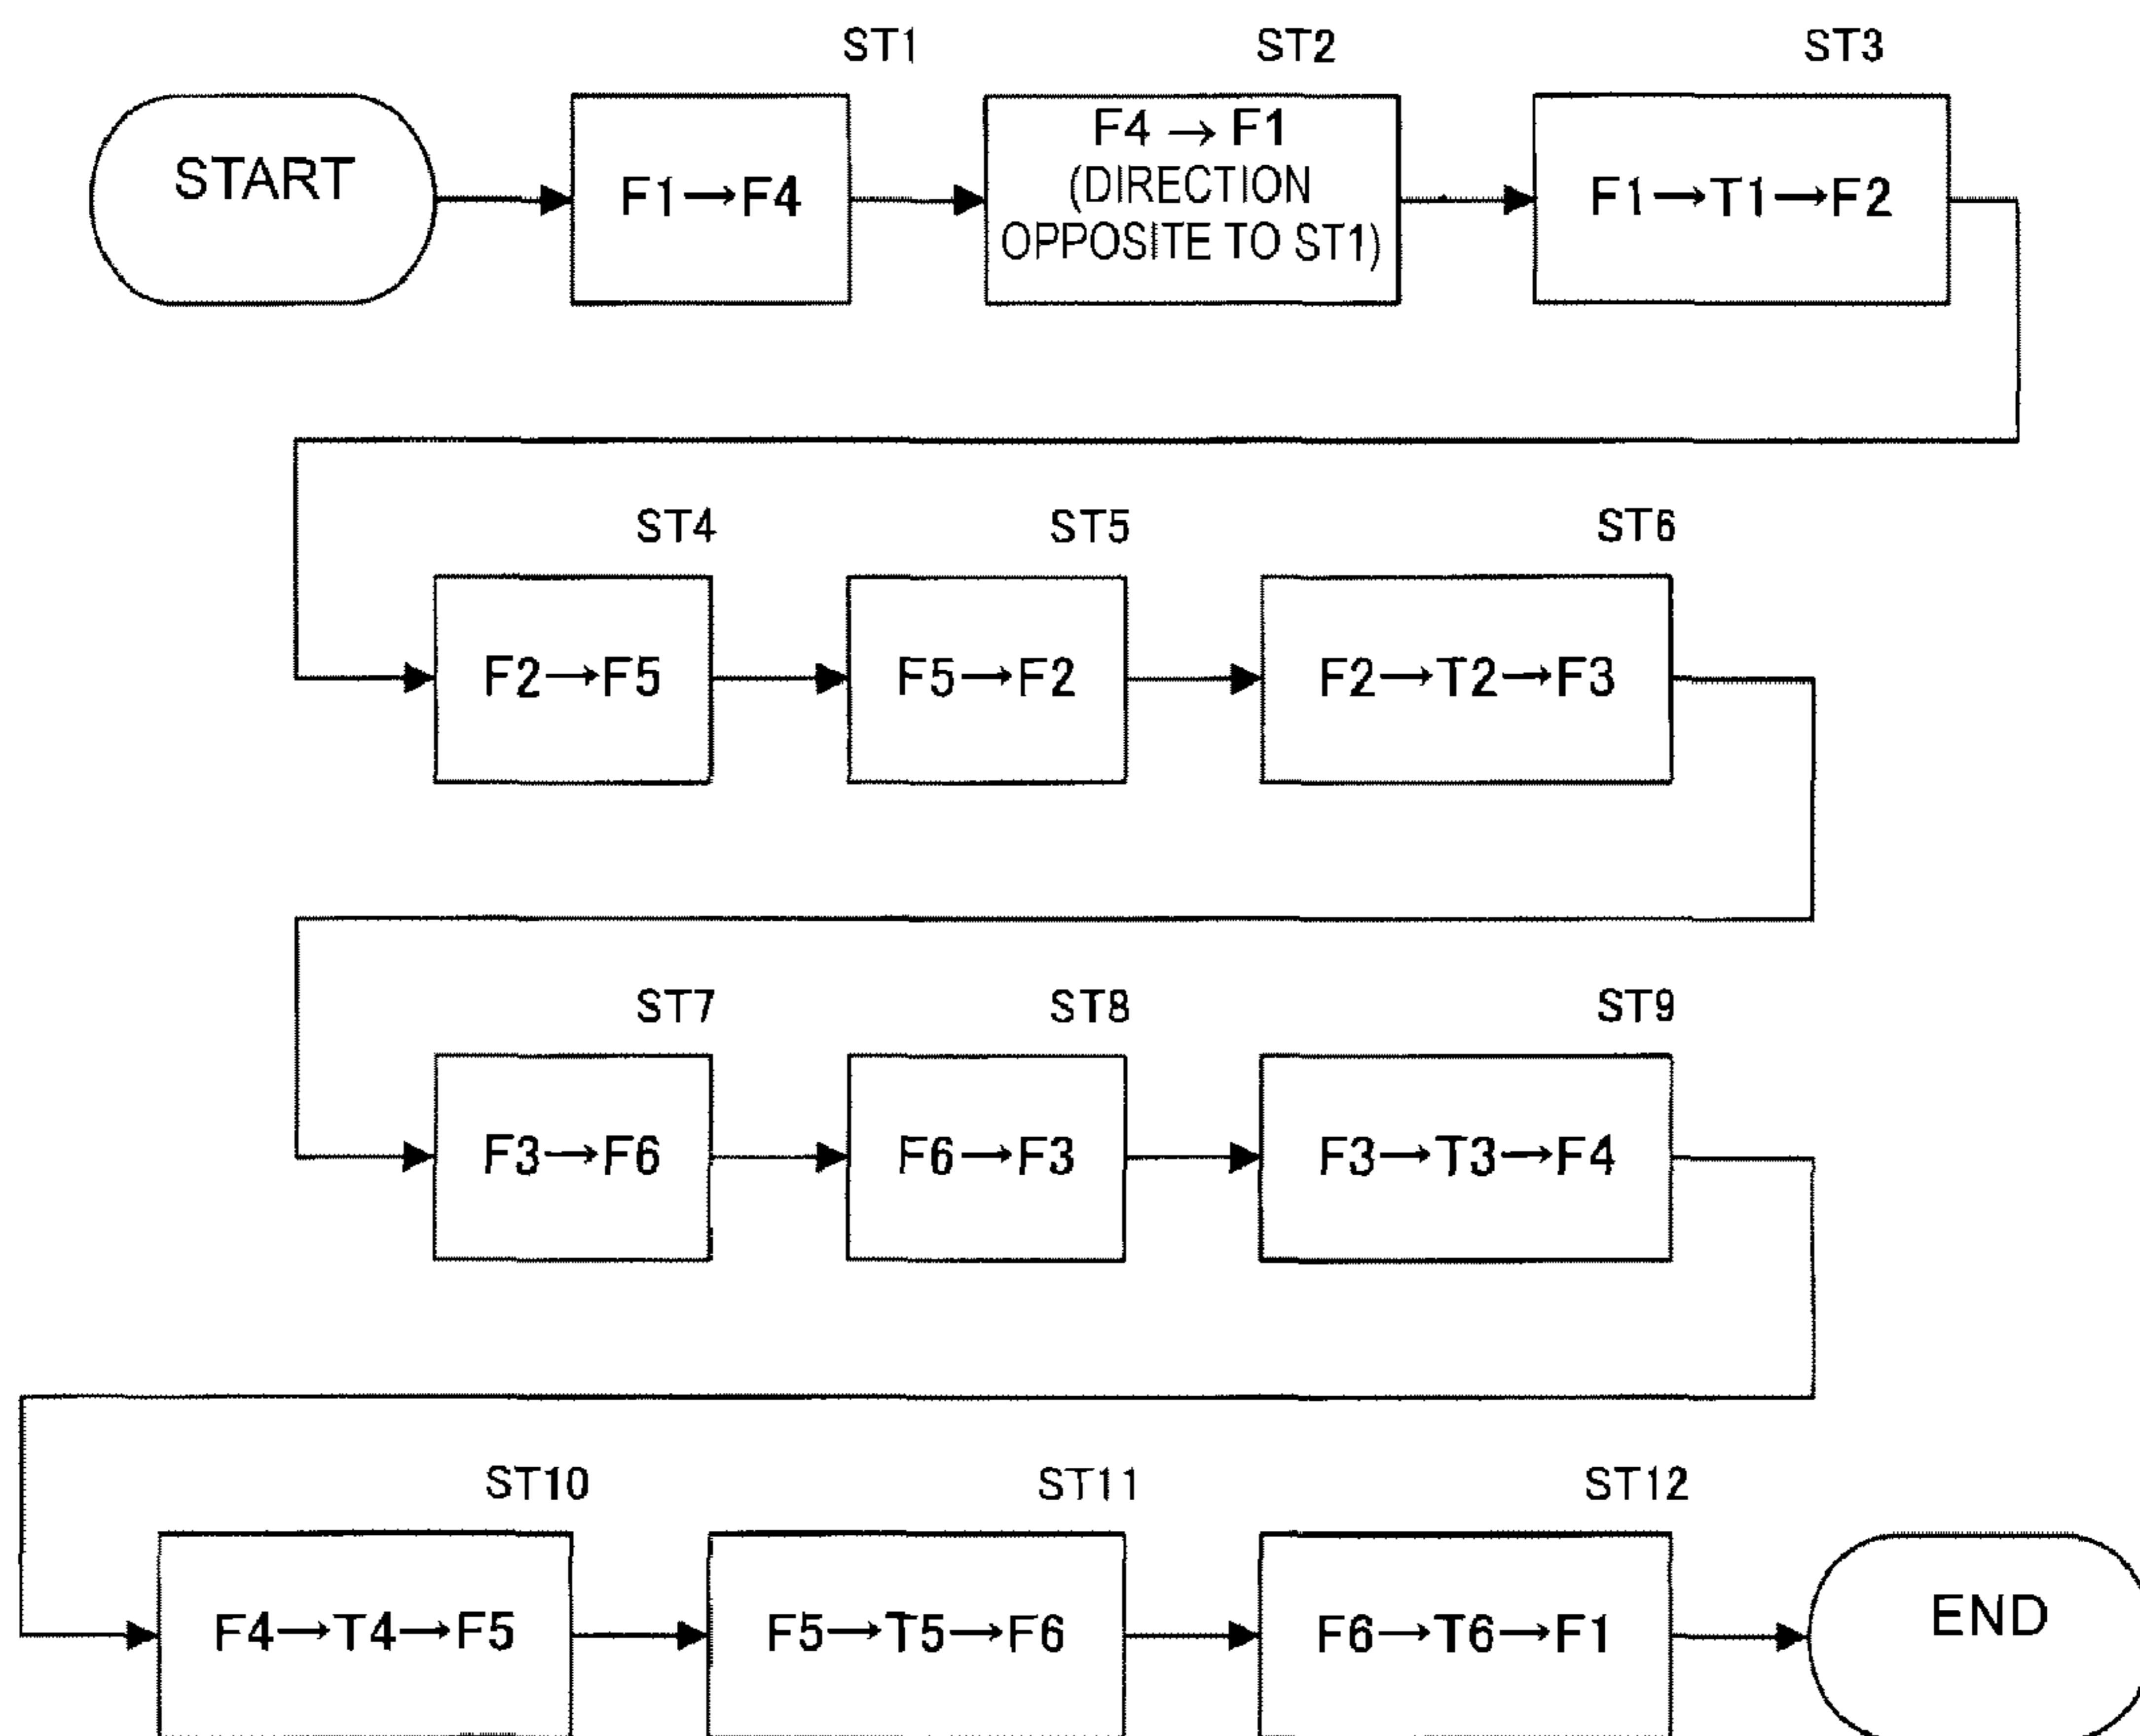 ST1
ST2
ST3
START
F1→F4
F4 → F1
(DIRECTION
OPPOSITE TO ST1)
F1→T1→F2
ST4
ST5
ST6
F2→F5
F5→F2
F2→T2→F3
ST7
ST8
ST9
F3→F6
F6→F3
F3→T3→F4
ST10
ST11
ST12
F4→T4→F5
F5→T5→F6
F6→T6→F1
END